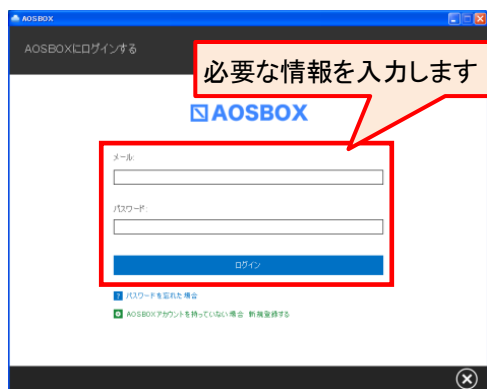 AOSBOX
AOSBOXにログインする
必要な情報を入力します
AOSBOX
メール:
パスワード:
ログイン
? パスワードを忘れた場合
AOSBOXアカウントを持っていない場合 新規登録する